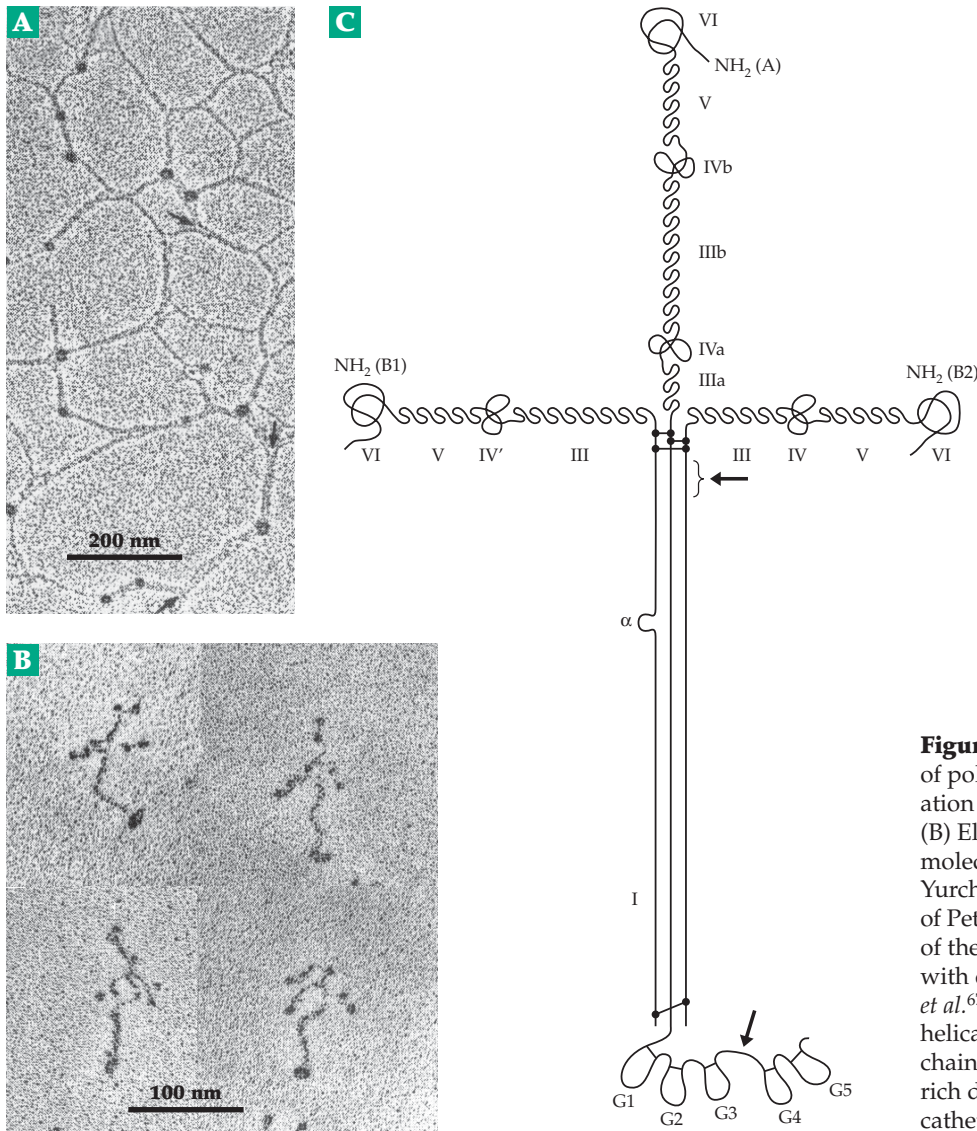 A
200 nm
B
100 nm
C
VI
NH2 (A)
V
IVb
IIIb
IVa
IIIa
NH2 (B1)
NH2 (B2)
VI V IV' III III IV V VI
α
I
G1 G2 G3 G4 G5
Figur
of pol
ation
(B) El
molec
Yurch
of Pet
of the
with c
et al.6
helica
chain
rich d
cathe